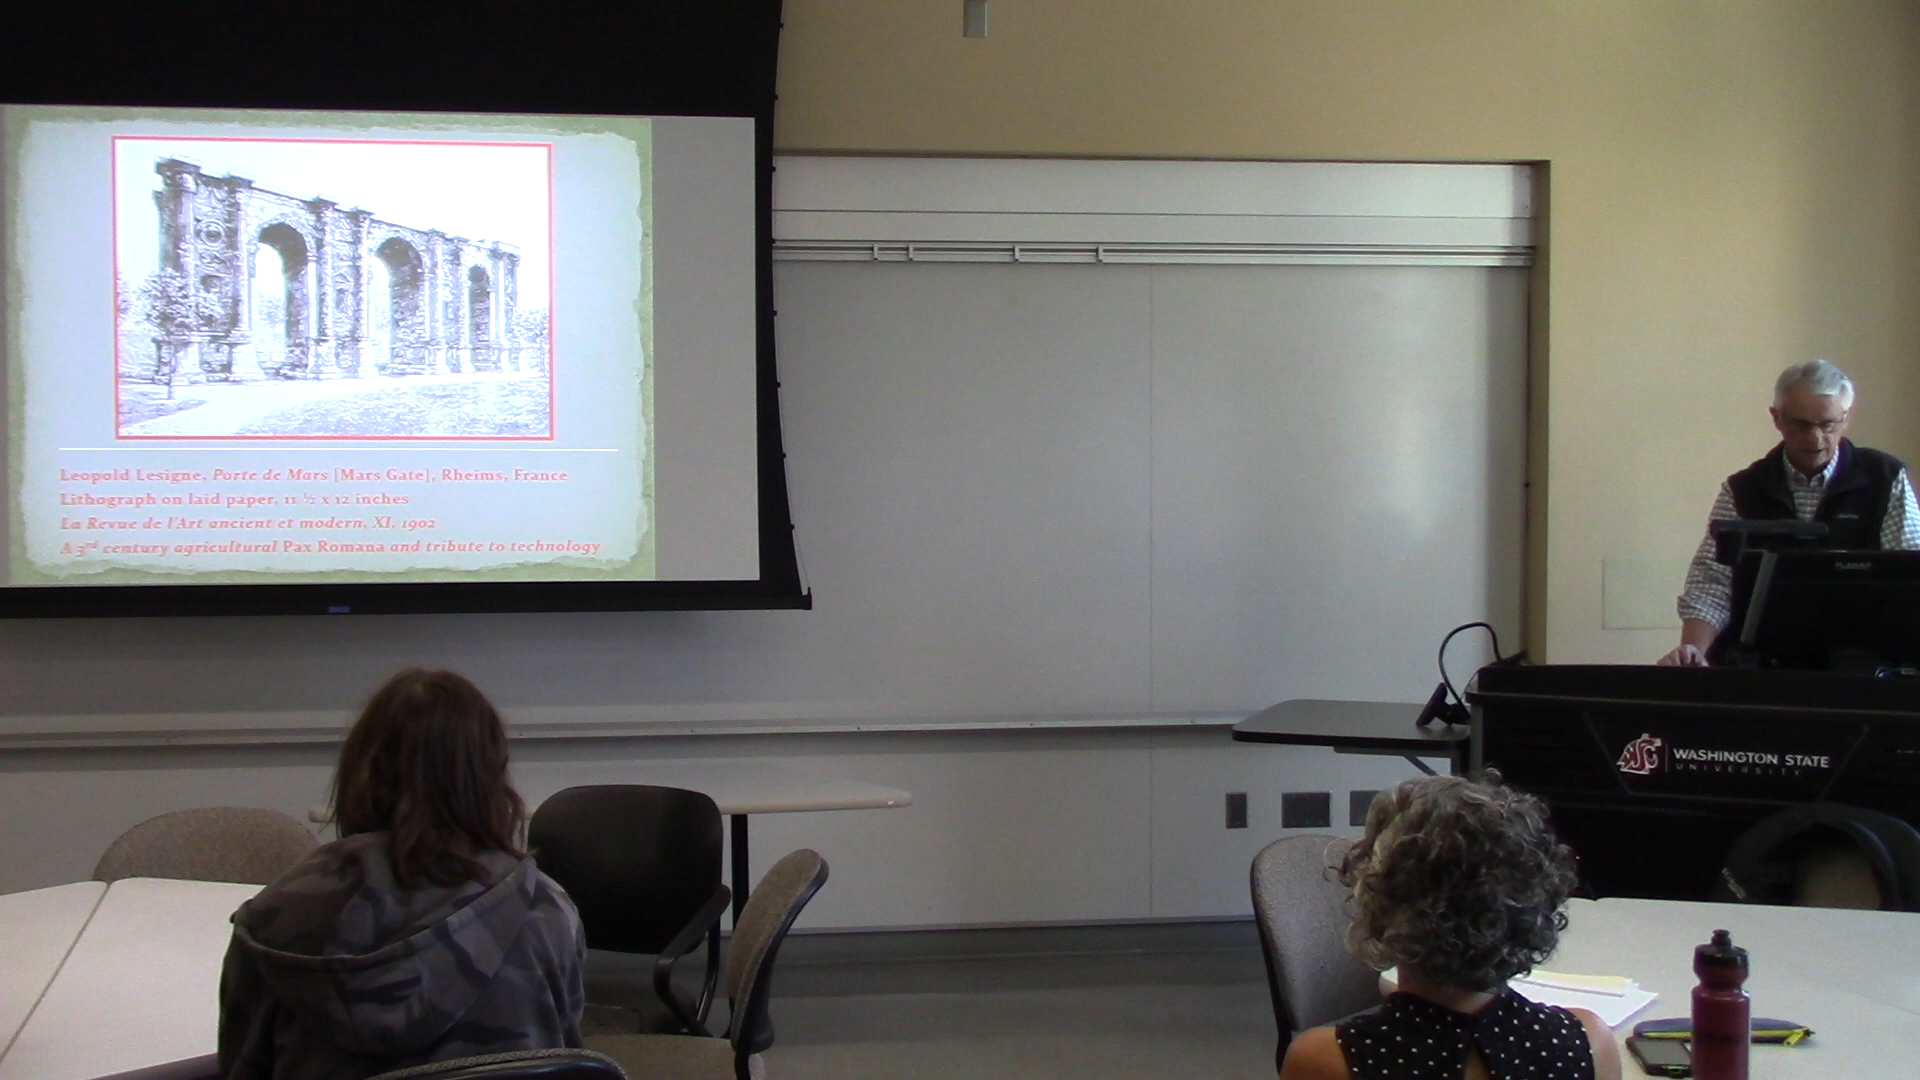 Leopold Lesigne, Porte de Mars [Mars Gate], Rheims, France
Lithograph on laid paper, 11 ½ x 12 inches
La Revue de l'Art ancient et modern, XI, 1902
A 3rd century agricultural Pax Romana and tribute to technology
PLANAR
WASHINGTON STATE
UNIVERSITY